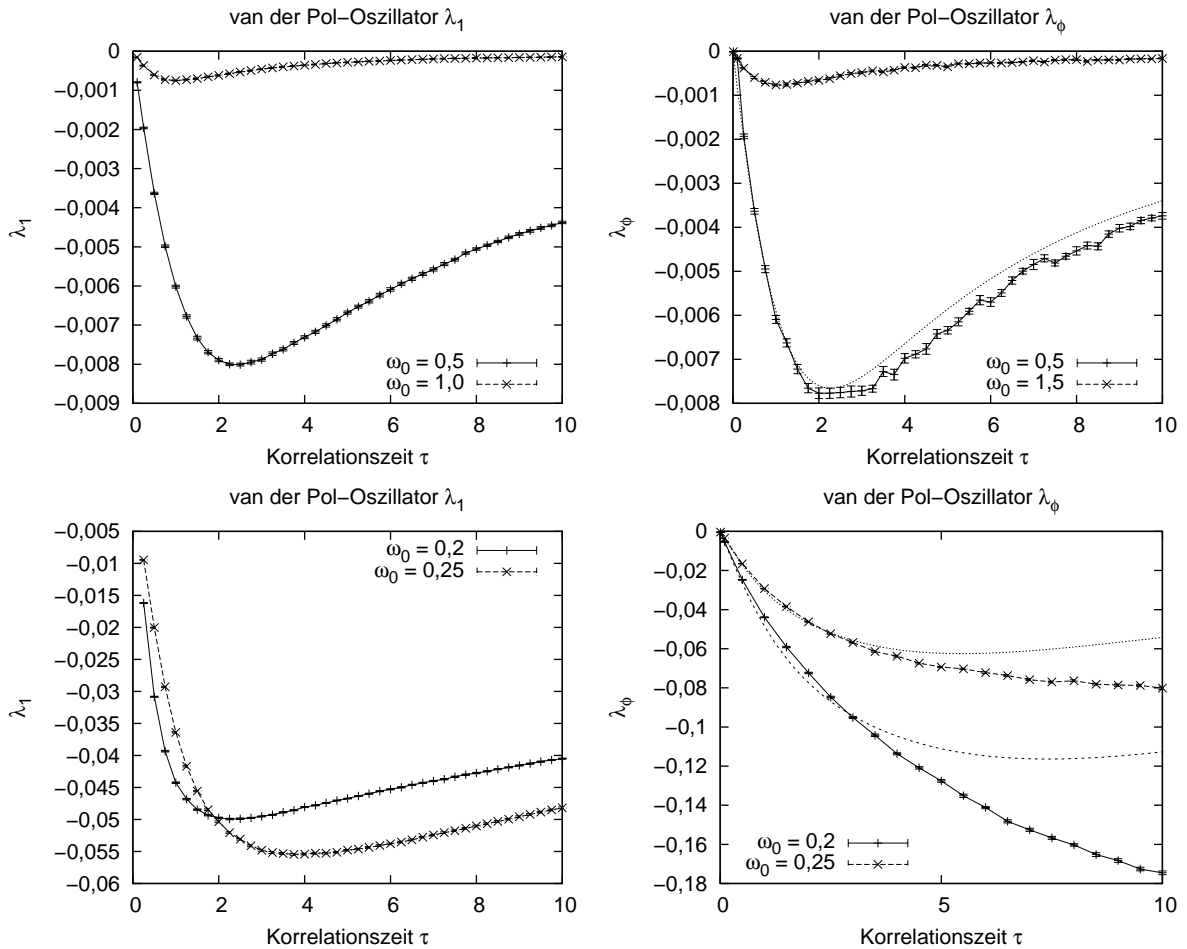 van der Pol−Oszillator λ1
0
−0,001
−0,002
−0,003
−0,004
−0,005
−0,006
−0,007
−0,008
−0,009
0 2 4 6 8 10
λ1
Korrelationszeit τ
ω0 = 0,5
ω0 = 1,0
van der Pol−Oszillator λϕ
0
−0,001
−0,002
−0,003
−0,004
−0,005
−0,006
−0,007
−0,008
0 2 4 6 8 10
λϕ
Korrelationszeit τ
ω0 = 0,5
ω0 = 1,5
van der Pol−Oszillator λ1
−0,005
−0,01
−0,015
−0,02
−0,025
−0,03
−0,035
−0,04
−0,045
−0,05
−0,055
−0,06
0 2 4 6 8 10
λ1
Korrelationszeit τ
ω0 = 0,2
ω0 = 0,25
van der Pol−Oszillator λϕ
0
−0,02
−0,04
−0,06
−0,08
−0,1
−0,12
−0,14
−0,16
−0,18
0 5 10
λϕ
Korrelationszeit τ
ω0 = 0,2
ω0 = 0,25